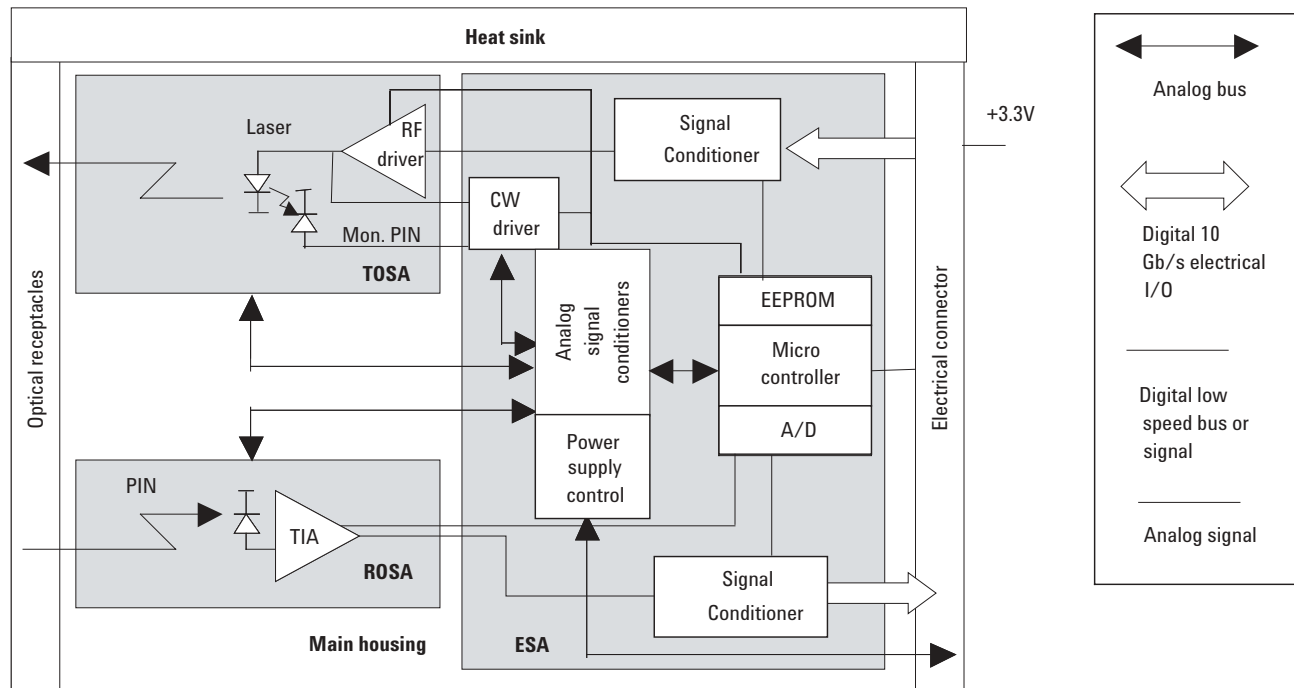 Heat sink
Optical receptacles
Laser
RF
driver
Mon. PIN
TOSA
CW
driver
Signal
Conditioner
Analog
signal
conditioners
EEPROM
Micro
controller
A/D
Power
supply
control
PIN
TIA
ROSA
Signal
Conditioner
Main housing
ESA
Electrical connector
+3.3V
Analog bus
Digital 10
Gb/s electrical
I/O
Digital low
speed bus or
signal
Analog signal